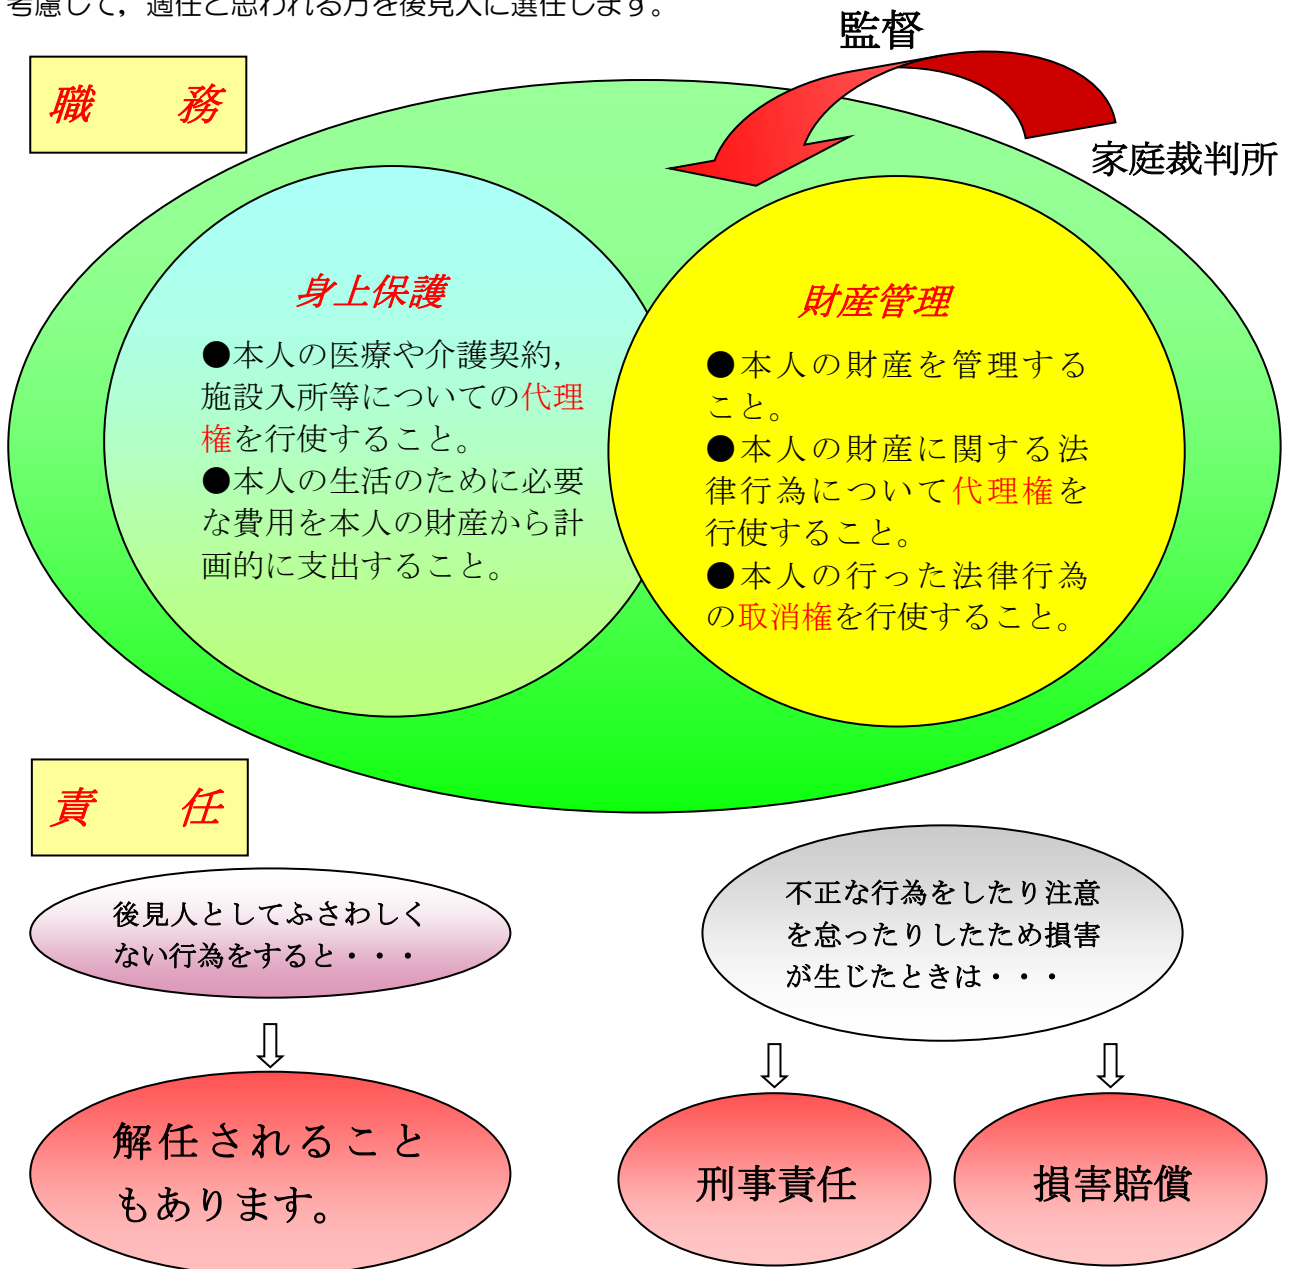 考慮して，適任と思われる方を後見人に選任します。
監督
職　務
家庭裁判所
身上保護
●本人の医療や介護契約，
施設入所等についての代理
権を行使すること。
●本人の生活のために必要
な費用を本人の財産から計
画的に支出すること。
財産管理
●本人の財産を管理する
こと。
●本人の財産に関する法
律行為について代理権を
行使すること。
●本人の行った法律行為
の取消権を行使すること。
責　任
後見人としてふさわしく
ない行為をすると・・・
解任されること
もあります。
不正な行為をしたり注意
を怠ったりしたため損害
が生じたときは・・・
刑事責任
損害賠償